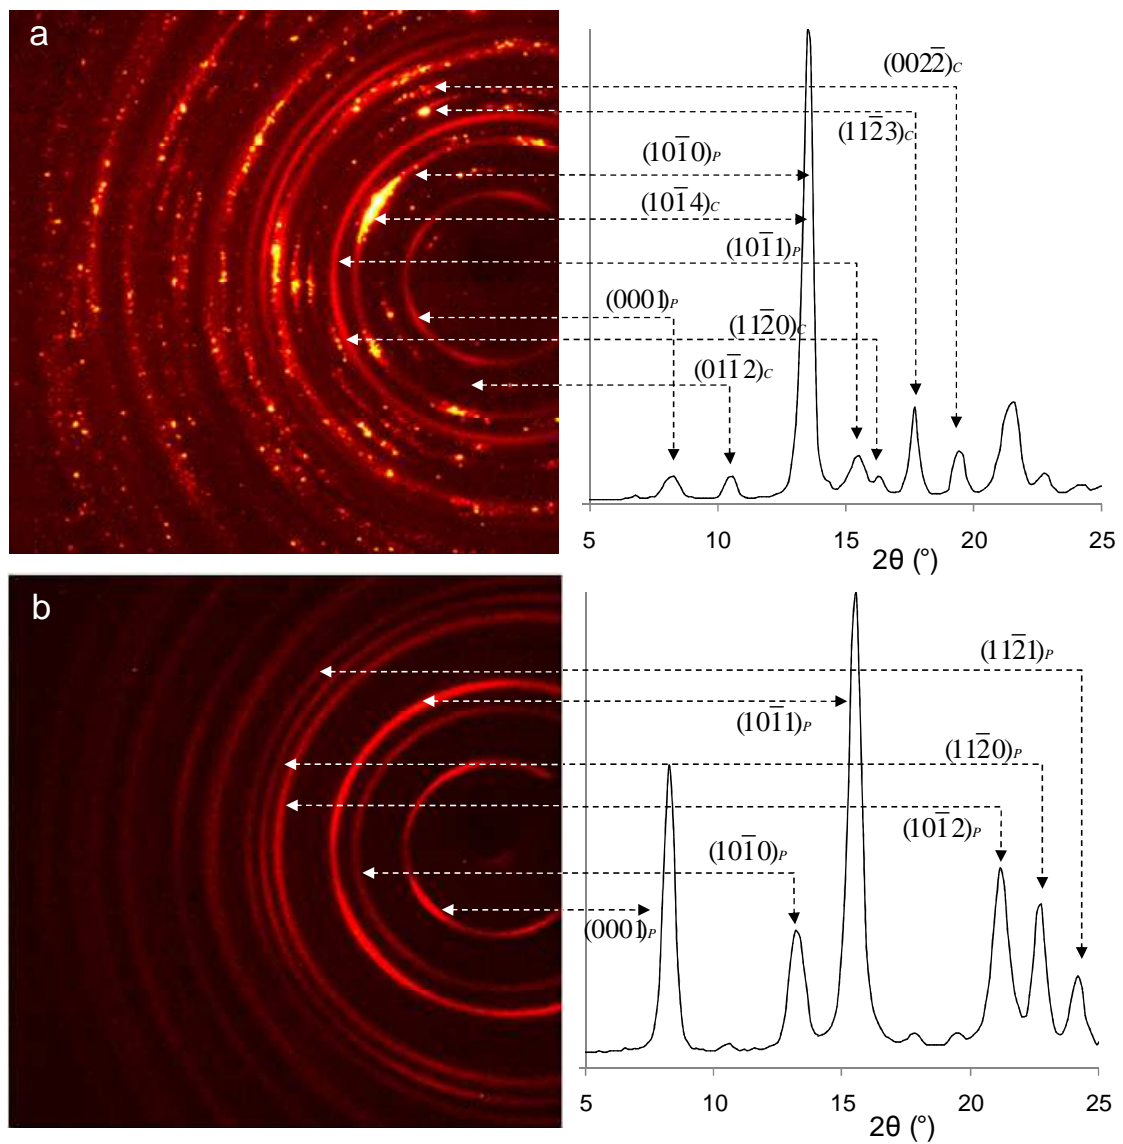 a
(002̅2̅)C
(112̅3)C
(101̅0)P
(101̅4)C
(101̅1)P
(0001)P
(112̅0)C
(011̅2)C
5 10 15 20 25
2θ (°)
b
(112̅1)P
(101̅1)P
(112̅0)P
(101̅2)P
(101̅0)P
(0001)P
5 10 15 20 25
2θ (°)